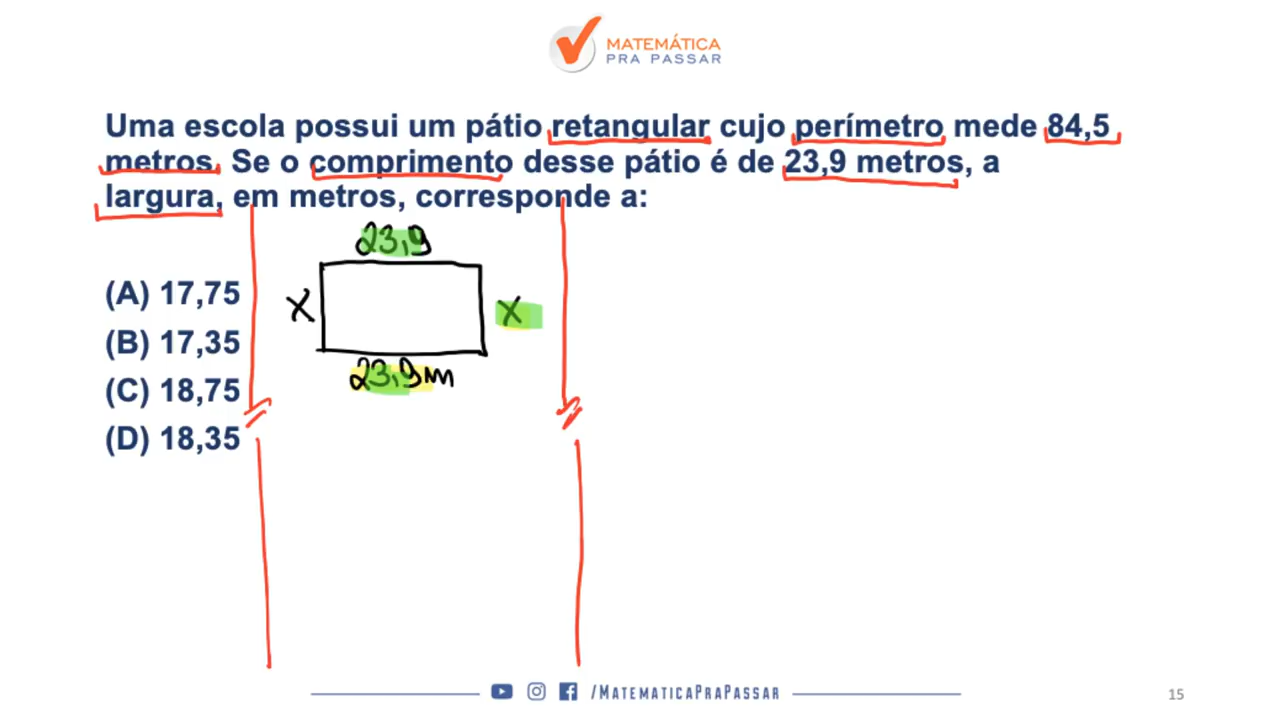 MATEMÁTICA
PRA PASSAR
Uma escola possui um pátio retangular cujo perímetro mede 84,5
metros. Se o comprimento desse pátio é de 23,9 metros, a
largura, em metros, corresponde a:
23,9
(A) 17,75
X
X
(B) 17,35
23,9m
(C) 18,75
(D) 18,35
/MATEMATICAPRAPASSAR
15